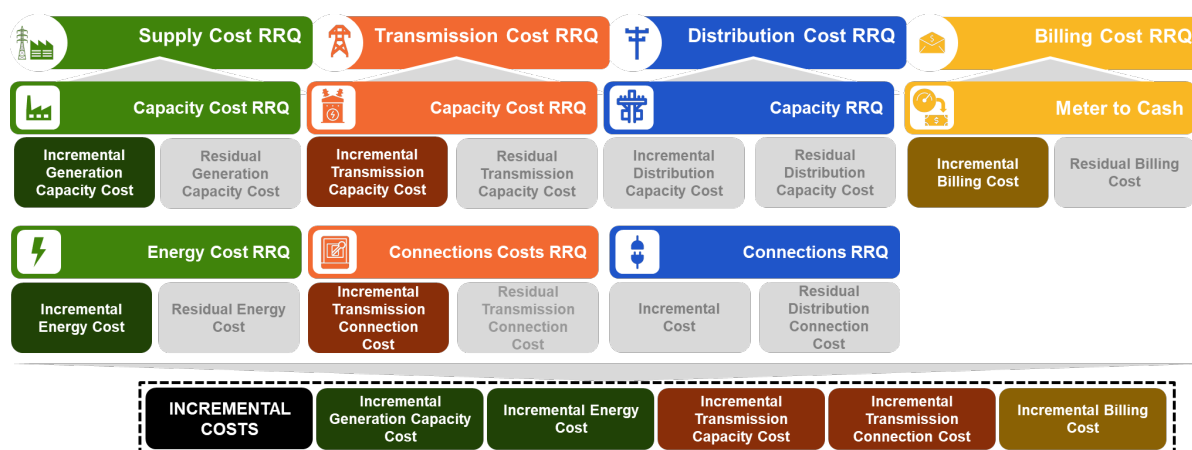 Supply Cost RRQ
Transmission Cost RRQ
Distribution Cost RRQ
Billing Cost RRQ
Capacity Cost RRQ
Capacity Cost RRQ
Capacity RRQ
Meter to Cash
Incremental
Generation
Capacity Cost
Residual
Generation
Capacity Cost
Incremental
Transmission
Capacity Cost
Residual
Transmission
Capacity Cost
Incremental
Distribution
Capacity Cost
Residual
Distribution
Capacity Cost
Incremental
Billing Cost
Residual Billing
Cost
Energy Cost RRQ
Connections Costs RRQ
Connections RRQ
Incremental
Energy Cost
Residual Energy
Cost
Incremental
Transmission
Connection
Cost
Residual
Transmission
Connection
Cost
Incremental
Cost
Residual
Distribution
Connection
Cost
INCREMENTAL
COSTS
Incremental
Generation Capacity
Cost
Incremental Energy
Cost
Incremental
Transmission
Capacity Cost
Incremental
Transmission
Connection Cost
Incremental Billing
Cost